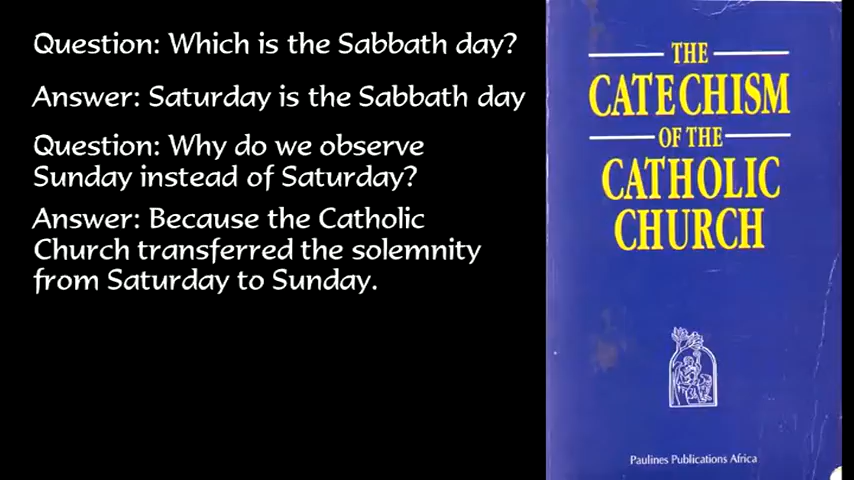 Question: Which is the Sabbath day?
Answer: Saturday is the Sabbath day
Question: Why do we observe
Sunday instead of Saturday?
Answer: Because the Catholic
Church transferred the solemnity
from Saturday to Sunday.
THE
CATECHISM
OF THE
CATHOLIC
CHURCH
Paulines Publications Africa